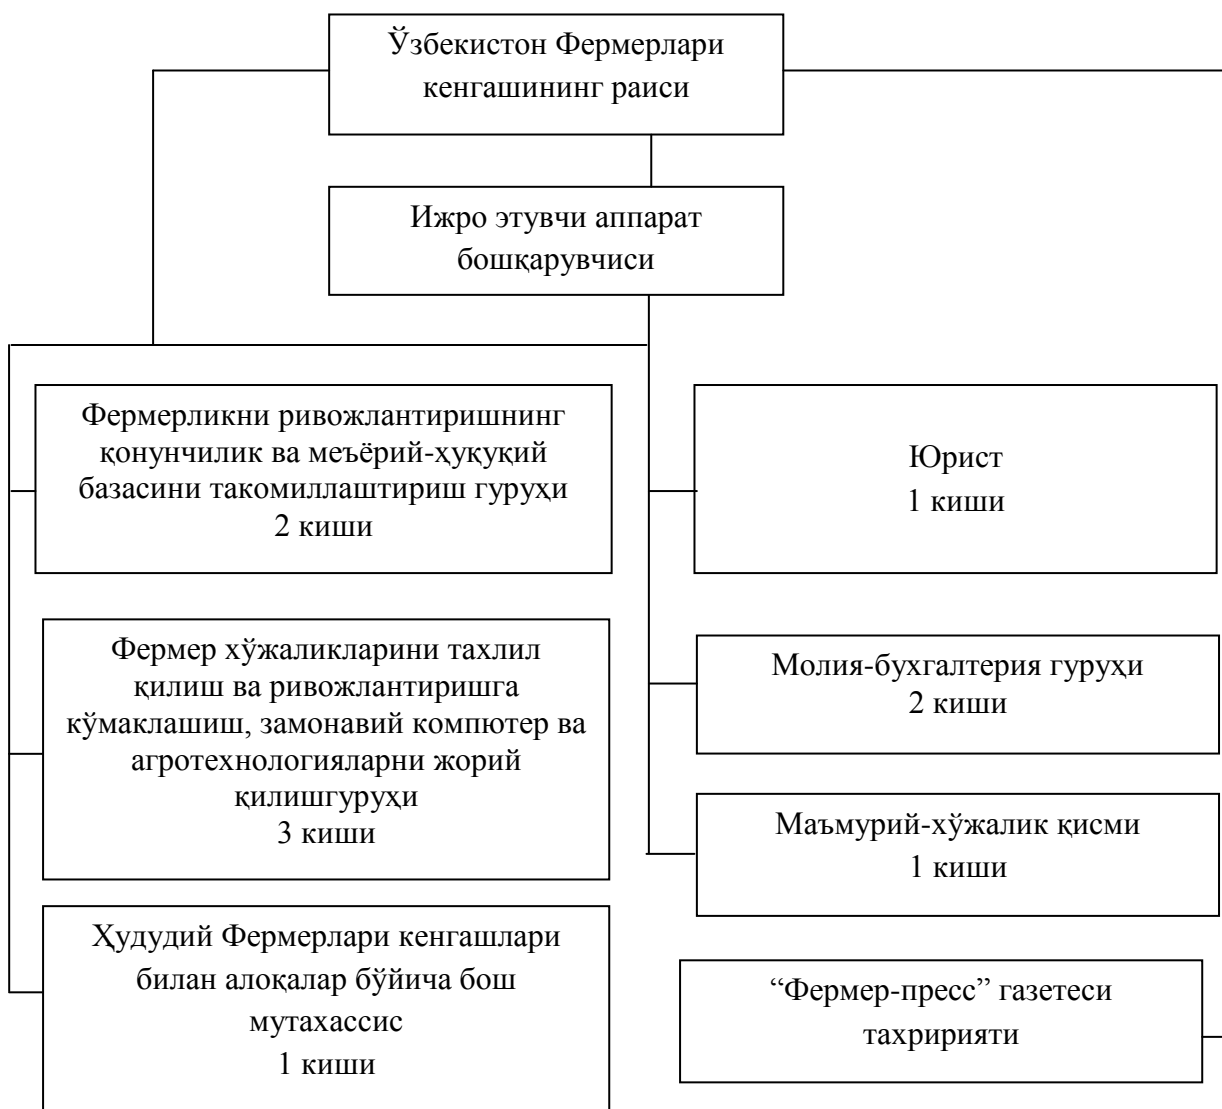 Ўзбекистон Фермерлари
кенгашининг раиси
Ижро этувчи аппарат
бошқарувчиси
Фермерликни ривожлантиришнинг
қонунчилик ва меъёрий-ҳуқуқий
базасини такомиллаштириш гуруҳи
2 киши
Юрист
1 киши
Фермер хўжаликларини тахлил
қилиш ва ривожлантиришга
кўмаклашиш, замонавий компютер ва
агротехнологияларни жорий
қилишгуруҳи
3 киши
Молия-бухгалтерия гуруҳи
2 киши
Маъмурий-хўжалик қисми
1 киши
Ҳудудий Фермерлари кенгашлари
билан алоқалар бўйича бош
мутахассис
1 киши
“Фермер-пресс” газетеси
тахририяти